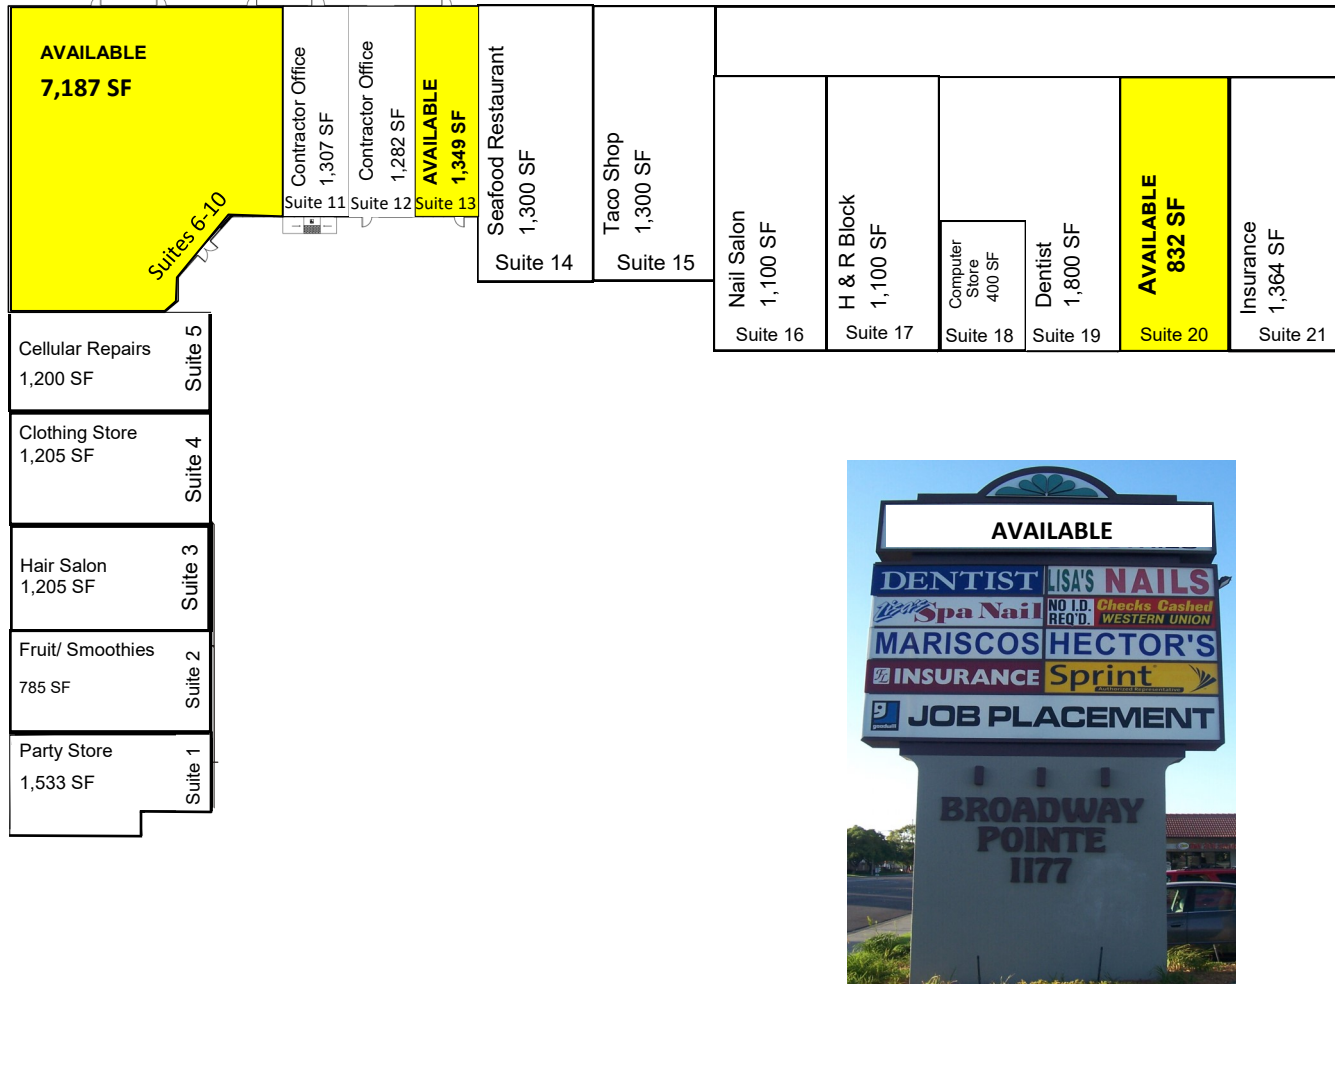 AVAILABLE
7,187 SF
Suites 6-10
Contractor Office
1,307 SF
Suite 11
Contractor Office
1,282 SF
Suite 12
AVAILABLE
1,349 SF
Suite 13
Seafood Restaurant
1,300 SF
Suite 14
Taco Shop
1,300 SF
Suite 15
Nail Salon
1,100 SF
Suite 16
H & R Block
1,100 SF
Suite 17
Computer
Store
400 SF
Suite 18
Dentist
1,800 SF
Suite 19
AVAILABLE
832 SF
Suite 20
Insurance
1,364 SF
Suite 21
Cellular Repairs
1,200 SF
Suite 5
Clothing Store
1,205 SF
Suite 4
Hair Salon
1,205 SF
Suite 3
Fruit/ Smoothies
785 SF
Suite 2
Party Store
1,533 SF
Suite 1
AVAILABLE
DENTIST
LISA'S NAILS
Lisa's Spa Nail
NO I.D.
REQ'D.
Checks Cashed
WESTERN UNION
MARISCOS
HECTOR'S
INSURANCE
Sprint
Authorized Representative
goodwill
JOB PLACEMENT
BROADWAY
POINTE
1177